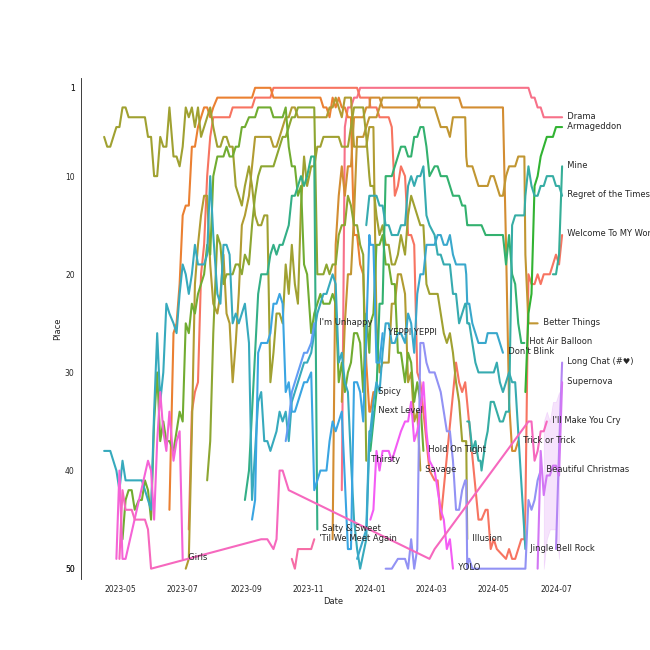 1
Drama
Armageddon
Mine
10
Regret of the Times
Welcome To MY Wor
20
I'm Unhappy
Better Things
YEPPI YEPPI
Hot Air Balloon
Don't Blink
Long Chat (#♥)
30
Supernova
Spicy
Next Level
I'll Make You Cry
Trick or Trick
Hold On Tight
Thirsty
40
Savage
Beautiful Christmas
Salty & Sweet
'Till We Meet Again
Illusion
Jingle Bell Rock
Girls
50
YOLO
2023-05
2023-07
2023-09
2023-11
2024-01
2024-03
2024-05
2024-07
Date
Place